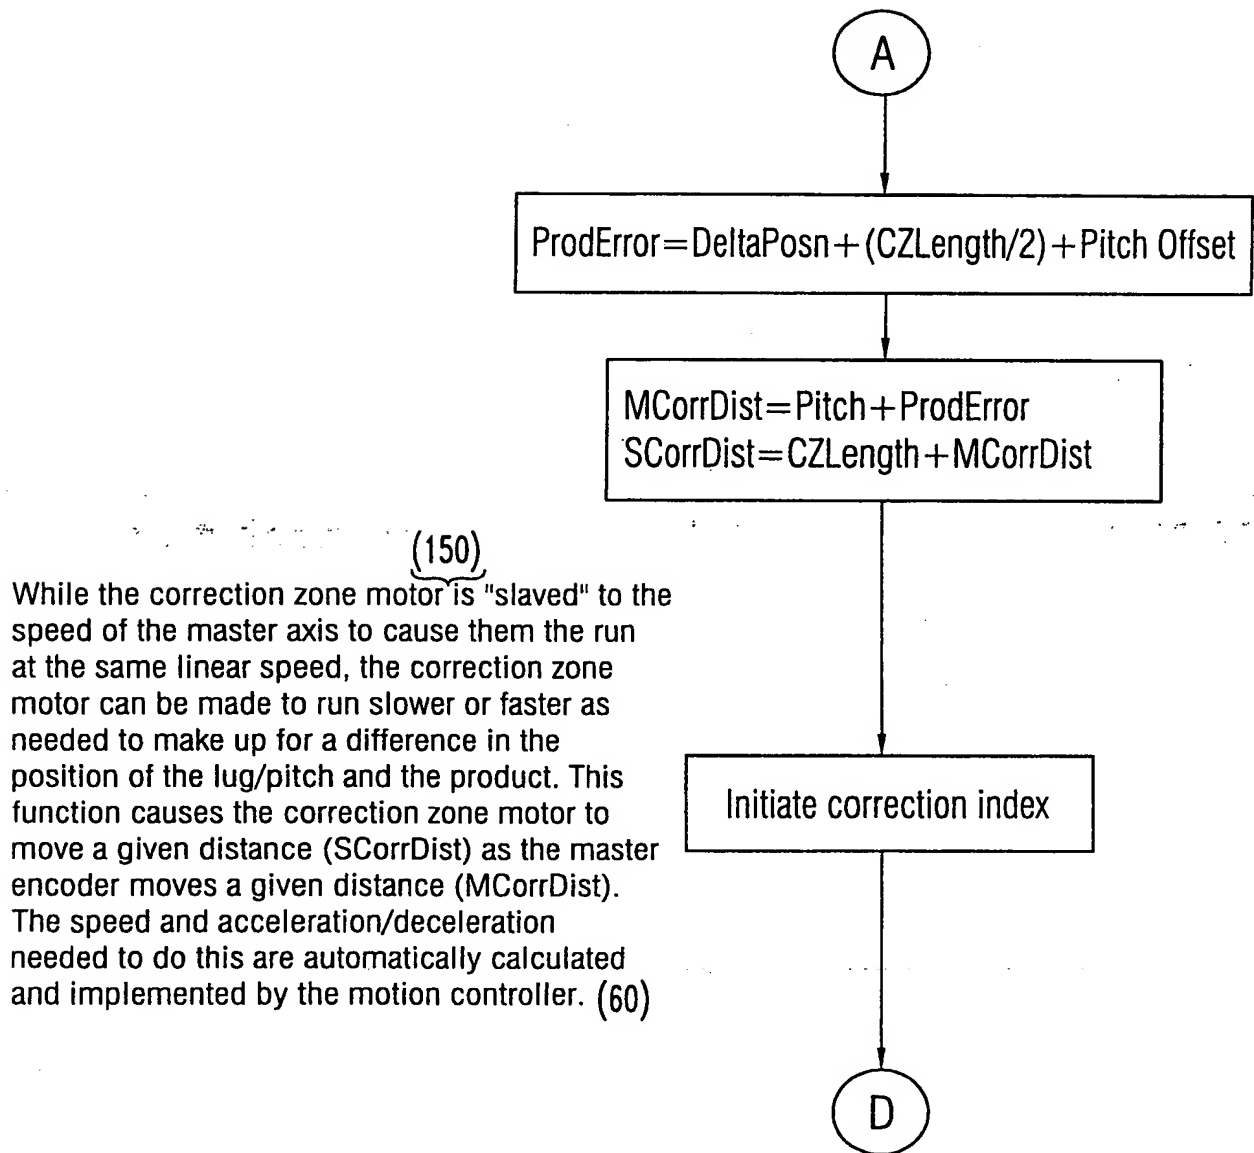 A
ProdError=DeltaPosn+(CZLength/2)+Pitch Offset
MCorrDist=Pitch+ProdError
SCorrDist=CZLength+MCorrDist
(150)
While the correction zone motor is "slaved" to the
speed of the master axis to cause them the run
at the same linear speed, the correction zone
motor can be made to run slower or faster as
needed to make up for a difference in the
position of the lug/pitch and the product. This
function causes the correction zone motor to
move a given distance (SCorrDist) as the master
encoder moves a given distance (MCorrDist).
The speed and acceleration/deceleration
needed to do this are automatically calculated
and implemented by the motion controller. (60)
Initiate correction index
D